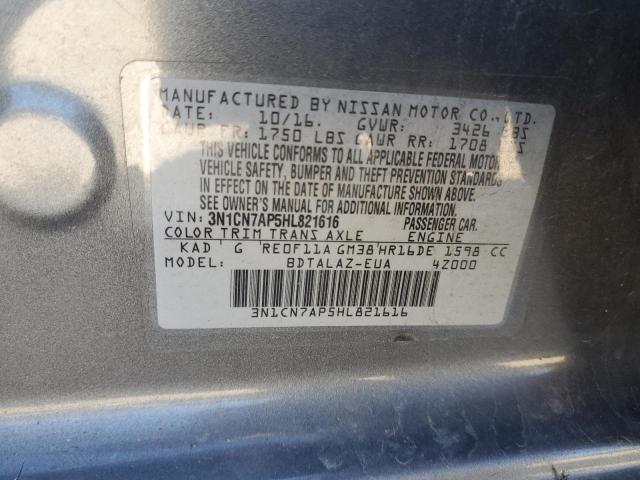 MANUFACTURED BY NISSAN MOTOR CO., LTD.
DATE: 10/16. GVWR: 3426 LBS
GAWR FR: 1750 LBS GAWR RR: 1708 LBS
THIS VEHICLE CONFORMS TO ALL APPLICABLE FEDERAL MOTOR
VEHICLE SAFETY, BUMPER AND THEFT PREVENTION STANDARDS
IN EFFECT ON THE DATE OF MANUFACTURE SHOWN ABOVE.
SEE OWNER'S MANUAL FOR ADDITIONAL INFORMATION.
VIN: 3N1CN7AP5HL821616 PASSENGER CAR.
COLOR TRIM TRANS AXLE ENGINE
KAD G RE0F11A GM38 HR16DE 1598 CC
MODEL: BDTALAZ-EUA 4Z000
3N1CN7AP5HL821616